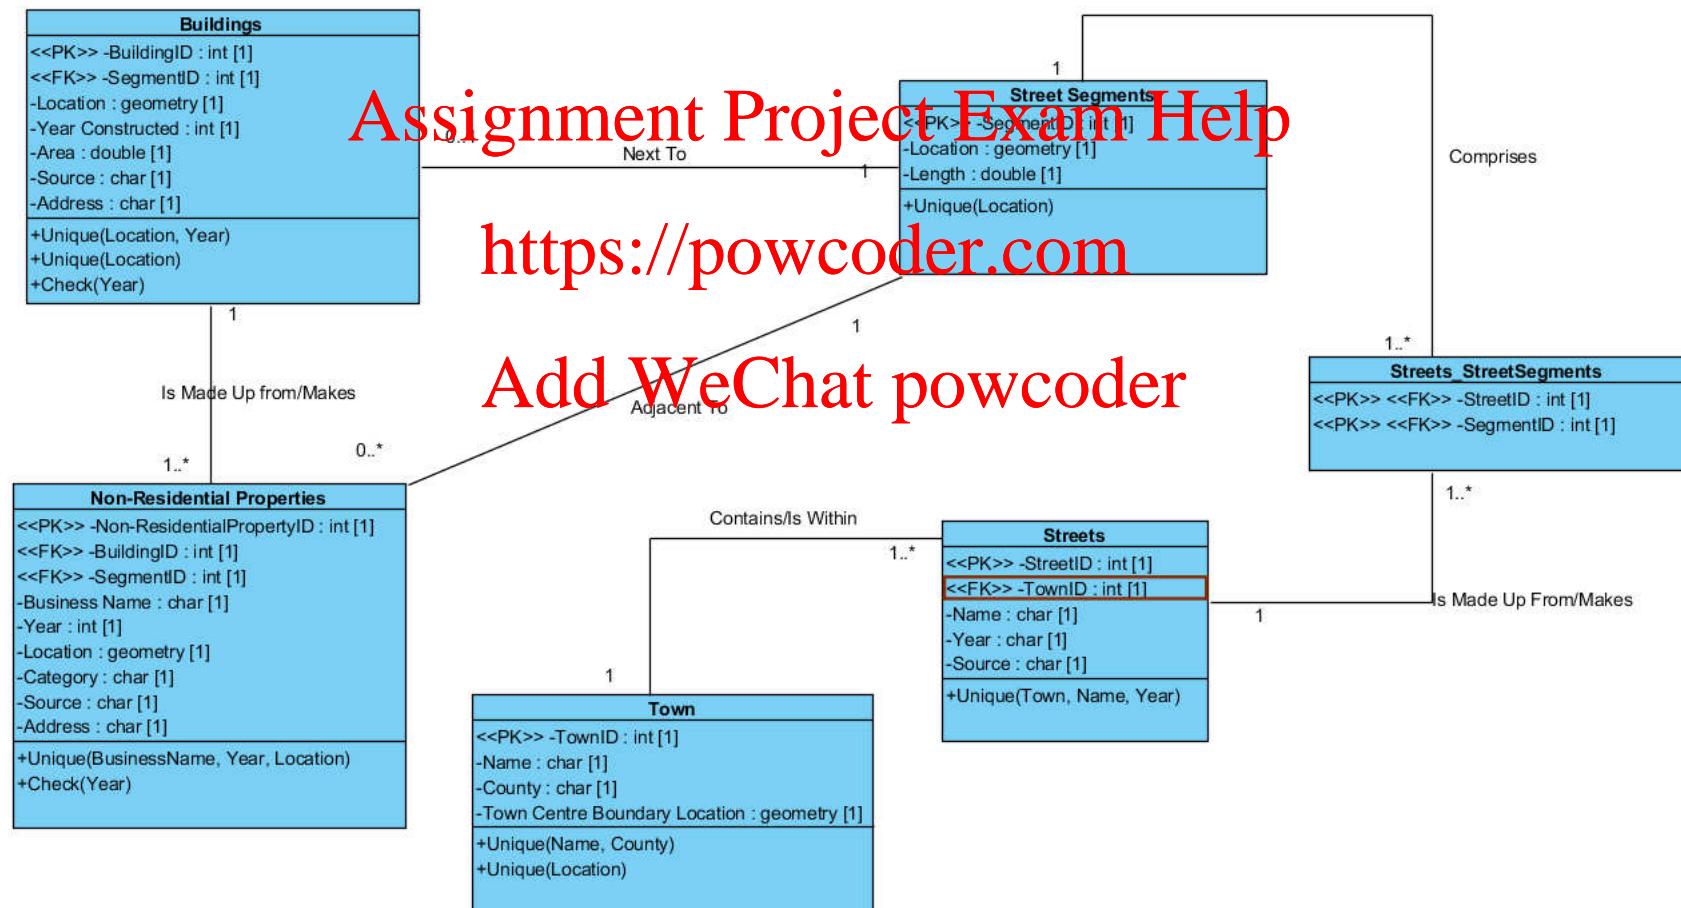 Buildings
<<PK>> -BuildingID : int [1]
<<FK>> -SegmentID : int [1]
-Location : geometry [1]
-Year Constructed : int [1]
-Area : double [1]
-Source : char [1]
-Address : char [1]
+Unique(Location, Year)
+Unique(Location)
+Check(Year)
1
Next To
1
1
Street Segments
<<PK>> -SegmentID : int [1]
-Location : geometry [1]
-Length : double [1]
+Unique(Location)
Comprises
Assignment Project Exam Help
https://powcoder.com
Add WeChat powcoder
1
Adjacent To
0..*
Is Made Up from/Makes
1..*
1..*
Streets_StreetSegments
<<PK>> <<FK>> -StreetID : int [1]
<<PK>> <<FK>> -SegmentID : int [1]
1..*
Non-Residential Properties
<<PK>> -Non-ResidentialPropertyID : int [1]
<<FK>> -BuildingID : int [1]
<<FK>> -SegmentID : int [1]
-Business Name : char [1]
-Year : int [1]
-Location : geometry [1]
-Category : char [1]
-Source : char [1]
-Address : char [1]
+Unique(BusinessName, Year, Location)
+Check(Year)
Contains/Is Within
1..*
Streets
<<PK>> -StreetID : int [1]
<<FK>> -TownID : int [1]
-Name : char [1]
-Year : char [1]
-Source : char [1]
+Unique(Town, Name, Year)
1
Is Made Up From/Makes
1
Town
<<PK>> -TownID : int [1]
-Name : char [1]
-County : char [1]
-Town Centre Boundary Location : geometry [1]
+Unique(Name, County)
+Unique(Location)